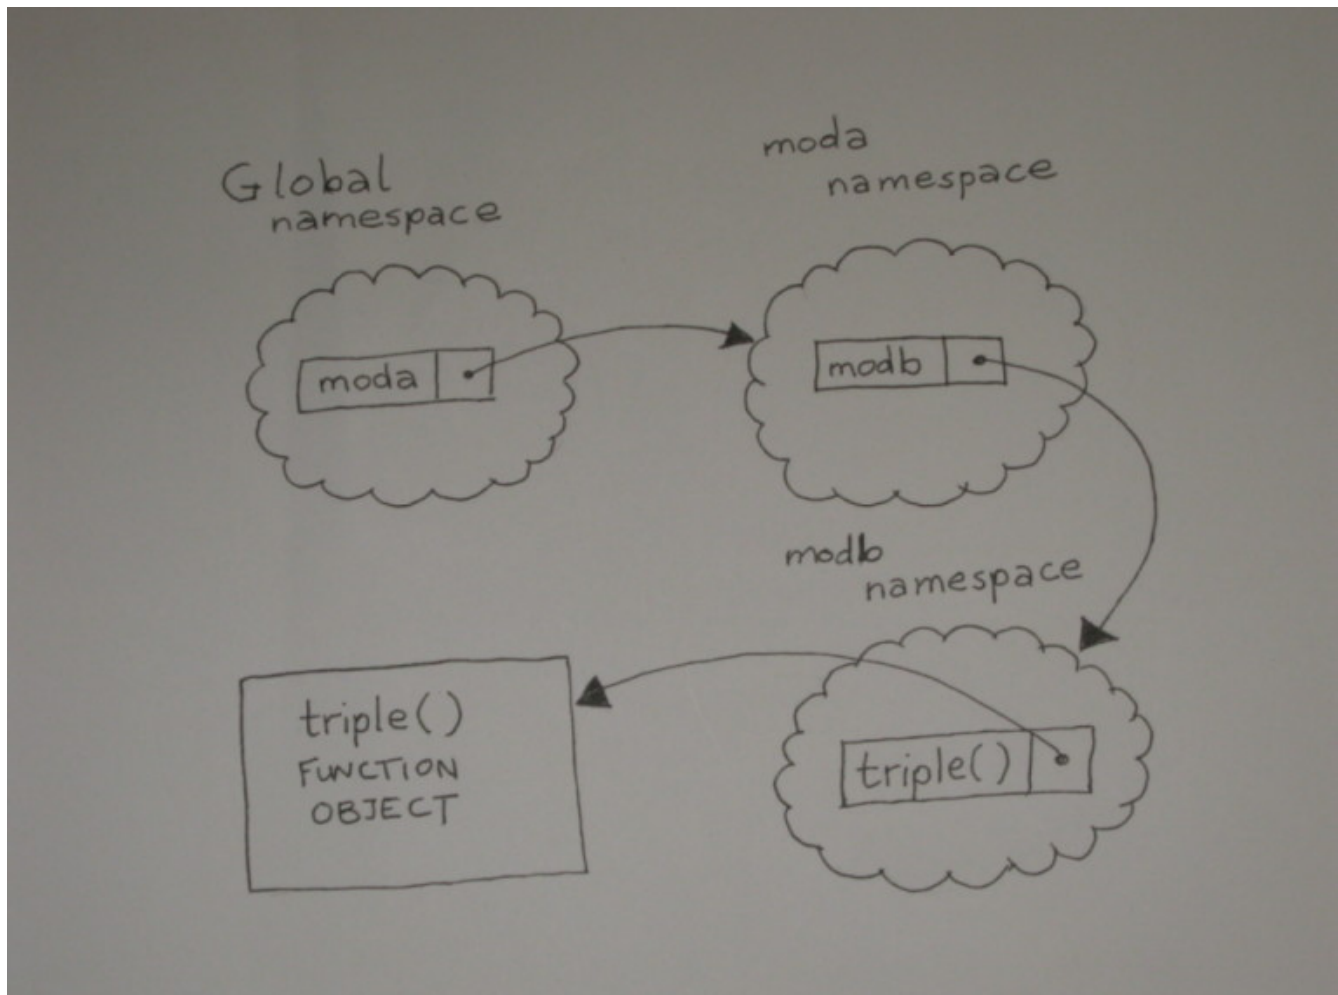 Global
namespace
moda
namespace
moda
modb
modb
namespace
triple()
FUNCTION
OBJECT
triple()